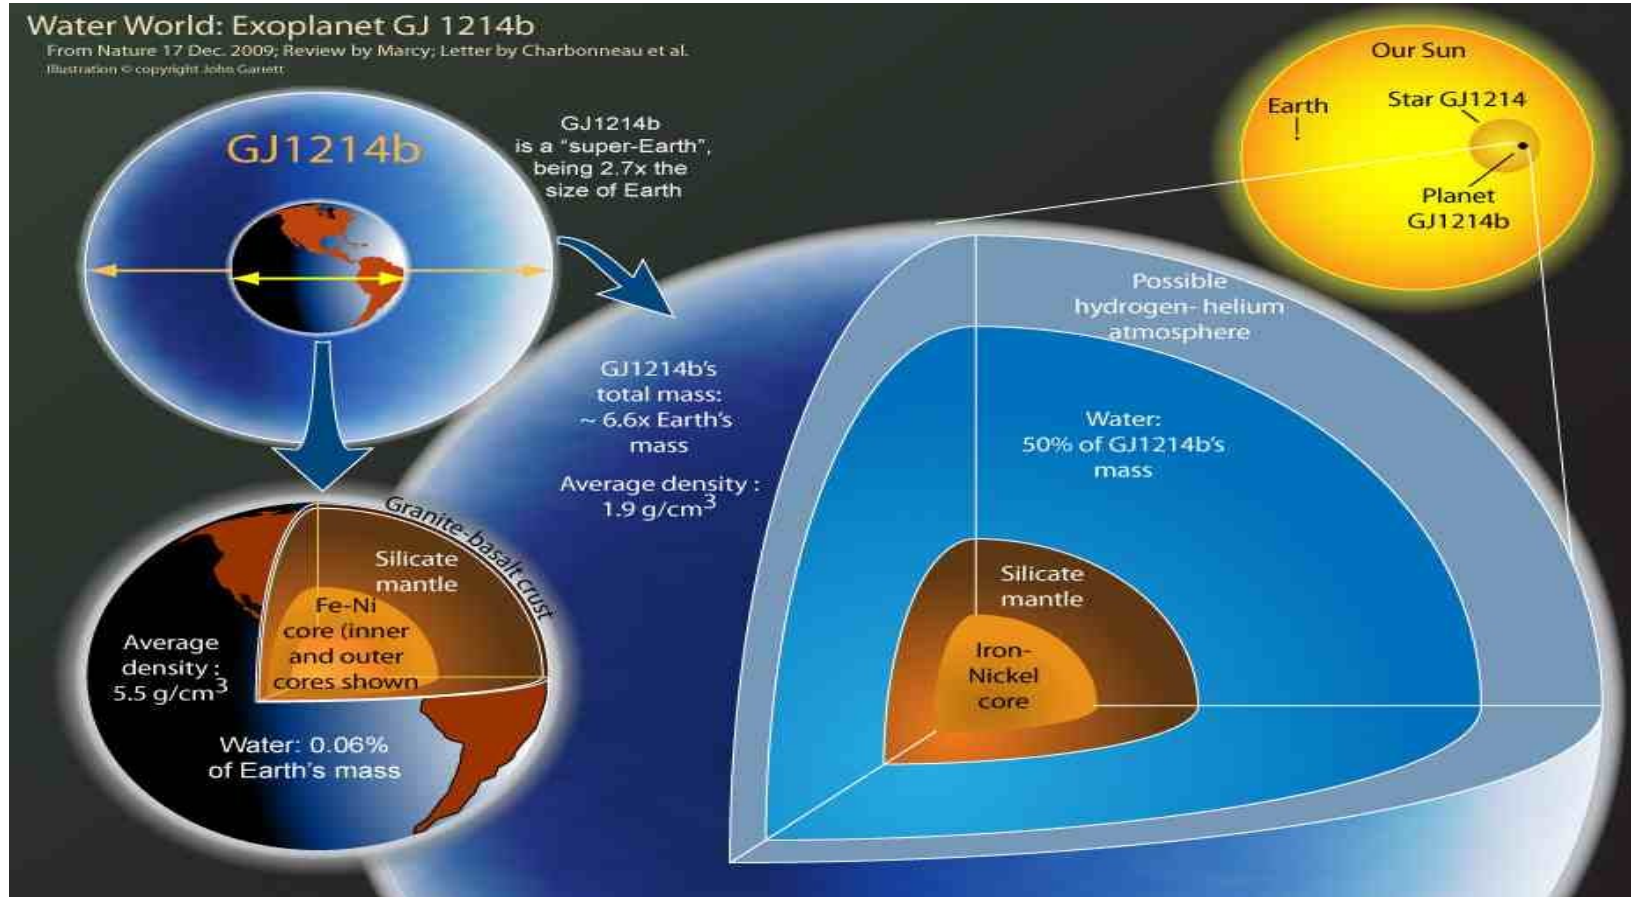 Water World: Exoplanet GJ 1214b
From Nature 17 Dec. 2009; Review by Marcy; Letter by Charbonneau et al.
Illustration © copyright John Garrett
GJ1214b
GJ1214b
is a “super-Earth”,
being 2.7x the
size of Earth
Our Sun
Earth
Star GJ1214
Planet
GJ1214b
Possible
hydrogen- helium
atmosphere
GJ1214b's
total mass:
~ 6.6x Earth's
mass
Average density :
1.9 g/cm³
Water:
50% of GJ1214b's
mass
Silicate
mantle
Iron-
Nickel
core
Granite-basalt crust
Silicate
mantle
Fe-Ni
core (inner
and outer
cores shown
Average
density :
5.5 g/cm³
Water: 0.06%
of Earth's mass